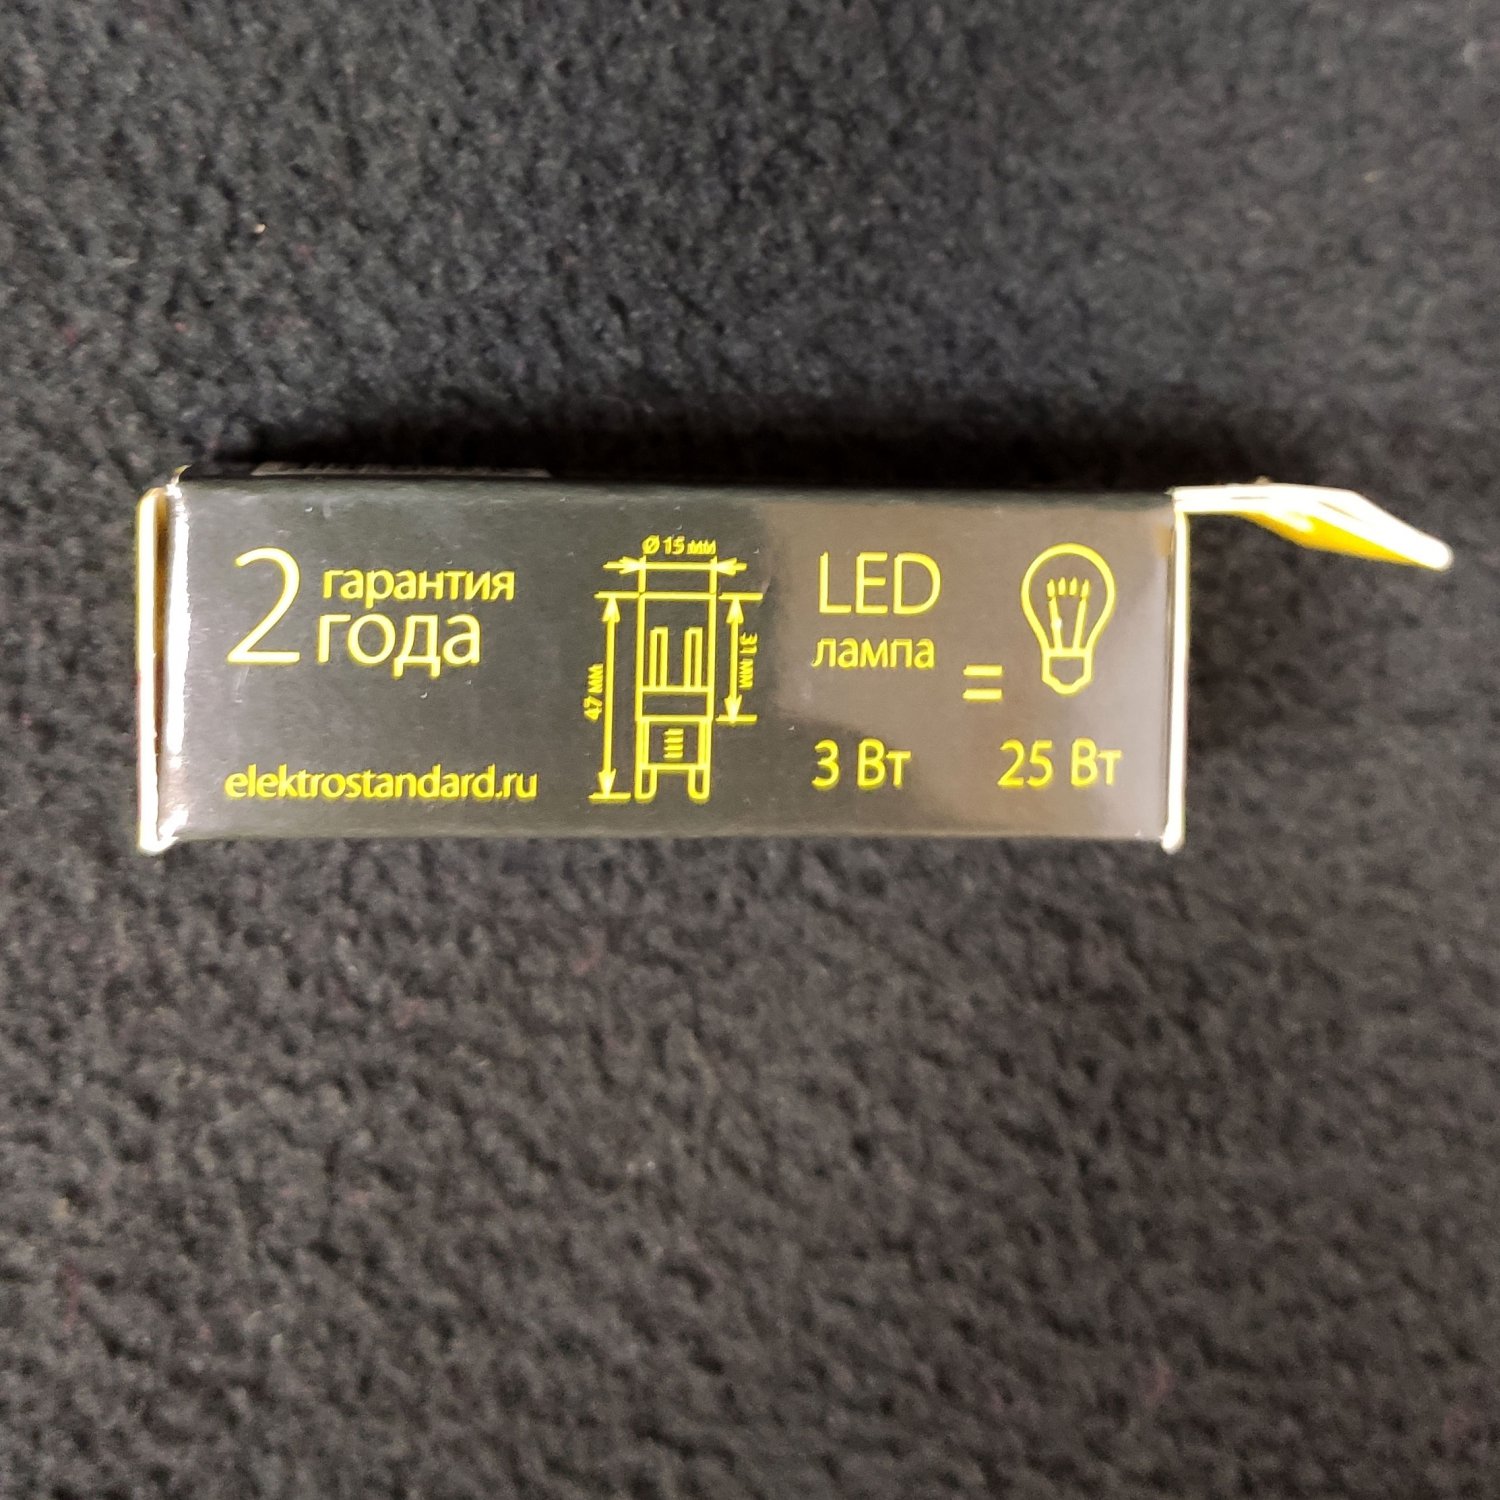 2 гарантия
года
elektrostandard.ru
Ø 15 мм
47 мм
31 мм
LED
лампа
=
3 Вт
25 Вт